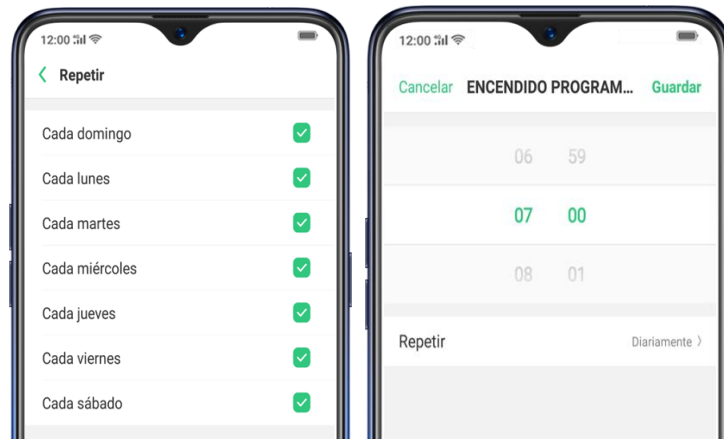 12:00
Repetir
Cada domingo
Cada lunes
Cada martes
Cada miércoles
Cada jueves
Cada viernes
Cada sábado
12:00
Cancelar ENCENDIDO PROGRAM... Guardar
06 59
07 00
08 01
Repetir Diariamente